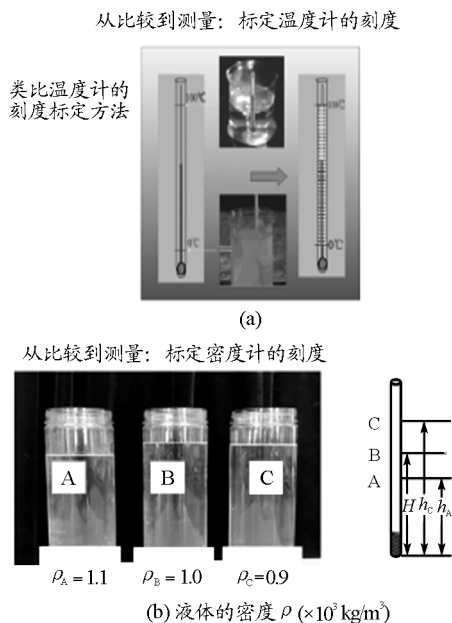 从比较到测量：标定温度计的刻度
类比温度计的
刻度标定方法
100℃
100℃
0℃
0℃
(a)
从比较到测量：标定密度计的刻度
A
B
C
C
B
A
H
h_C
h_A
ρ_A = 1.1
ρ_B = 1.0
ρ_C=0.9
(b) 液体的密度 ρ (×10³ kg/m³)